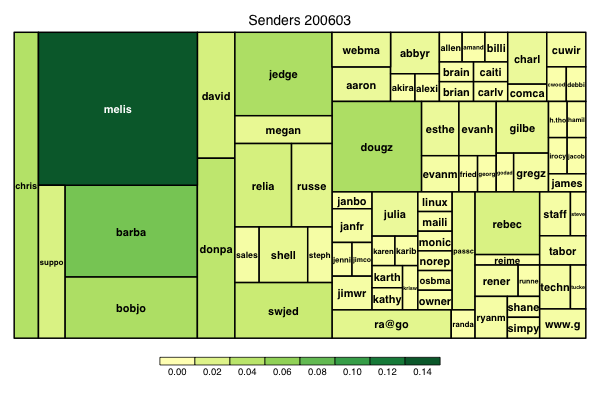 Senders 200603
chris
melis
suppo
barba
bobjo
david
donpa
jedge
megan
relia
russe
sales
shell
steph
swjed
webma
abbyr
allen
amand
billi
charl
cuwir
aaron
akira
alexi
brain
caiti
brian
carlv
comca
cwood
debbi
dougz
esthe
evanh
gilbe
h.tho
hamil
evanm
fried
georg
godad
gregz
irocy
jacob
james
janbo
janfr
jenni
jimco
jimwr
julia
karen
karib
karth
kathy
krisw
linux
maili
monic
norep
osbma
owner
passc
ra@go
randa
rebec
reime
rener
runne
ryanm
shane
simpy
staff
steve
tabor
techn
tucke
www.g
0.00 0.02 0.04 0.06 0.08 0.10 0.12 0.14